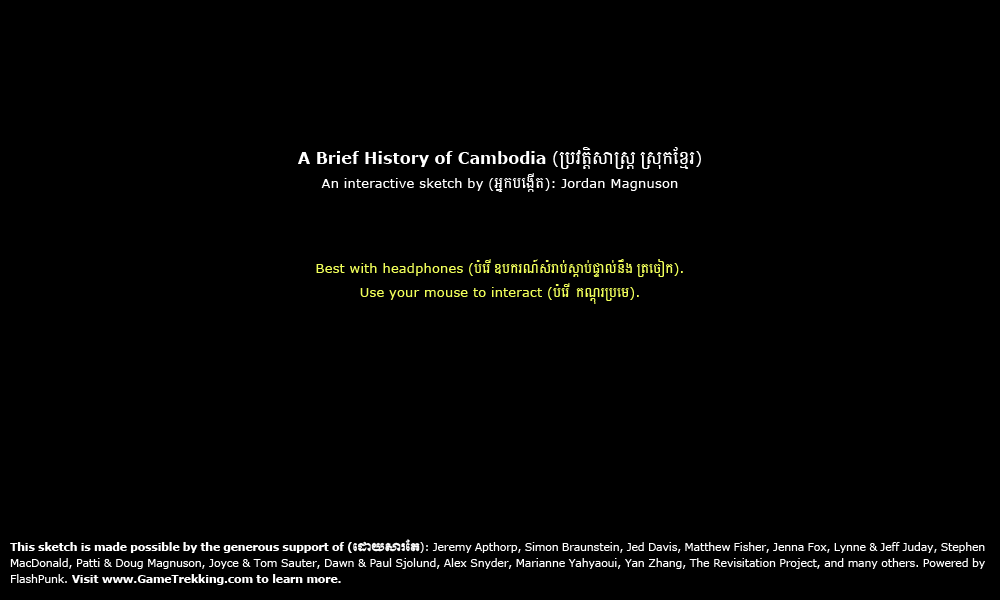 A Brief History of Cambodia (ប្រវត្តិសាស្ត្រ ស្រុកខ្មែរ)
An interactive sketch by (អ្នកបង្កើត): Jordan Magnuson
Best with headphones (ប៉រើ ឧបករណ៍សំរាប់ស្តាប់ផ្ទាល់នឹង ត្រចៀក).
Use your mouse to interact (ប៉រើ កណ្តុរប្រមេ).
This sketch is made possible by the generous support of (ដោយសារតែ): Jeremy Apthorp, Simon Braunstein, Jed Davis, Matthew Fisher, Jenna Fox, Lynne & Jeff Juday, Stephen
MacDonald, Patti & Doug Magnuson, Joyce & Tom Sauter, Dawn & Paul Sjolund, Alex Snyder, Marianne Yahyaoui, Yan Zhang, The Revisitation Project, and many others. Powered by
FlashPunk. Visit www.GameTrekking.com to learn more.